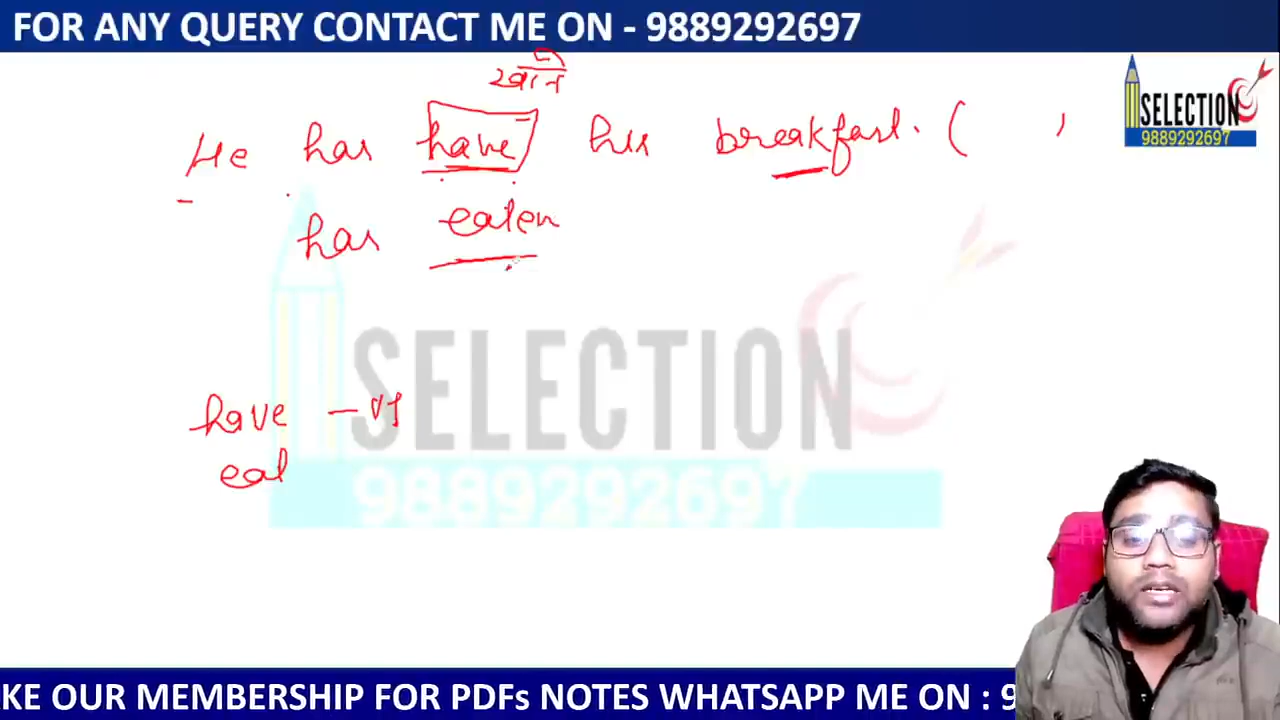 FOR ANY QUERY CONTACT ME ON - 9889292697
SELECTION
9889292697
He has have his breakfast. ( ,
has eaten
SELECTION
9889292697
have - V1
eat
KE OUR MEMBERSHIP FOR PDFs NOTES WHATSAPP ME ON : 9